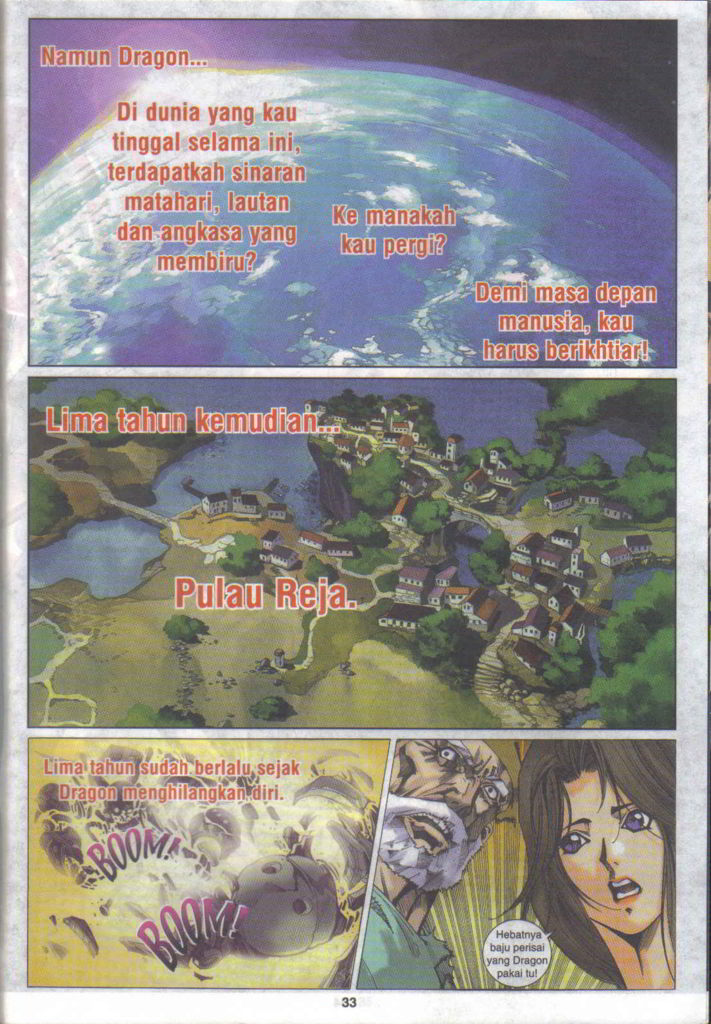 Namun Dragon...
Di dunia yang kau
tinggal selama ini,
terdapatkah sinaran
matahari, lautan
dan angkasa yang
membiru?
Ke manakah
kau pergi?
Demi masa depan
manusia, kau
harus berikhtiar!
Lima tahun kemudian...
Pulau Reja.
Lima tahun sudah berlalu sejak
Dragon menghilangkan diri.
BOOM!
BOOM!
Hebatnya
baju perisai
yang Dragon
pakai tu!
33